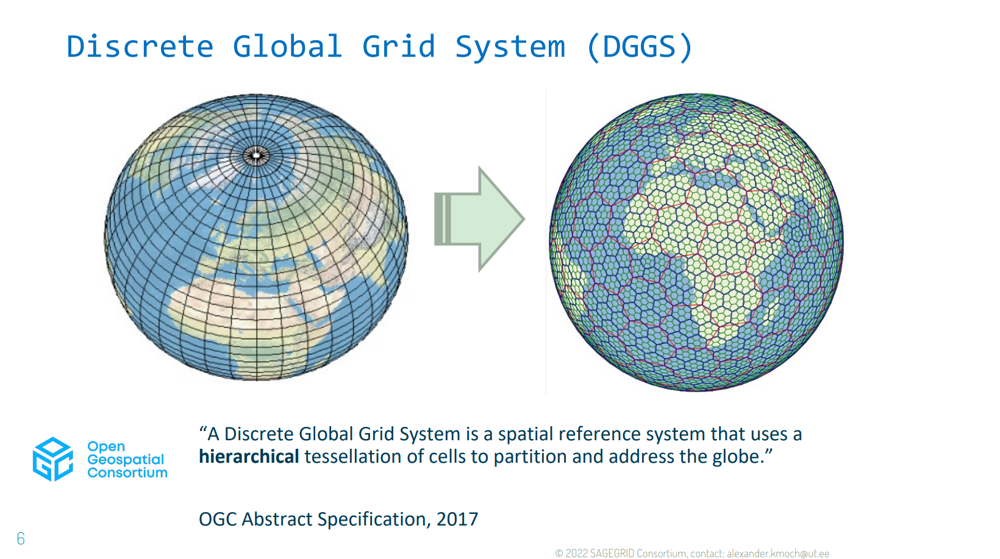 Discrete Global Grid System (DGGS)
“A Discrete Global Grid System is a spatial reference system that uses a
hierarchical tessellation of cells to partition and address the globe.”
OGC
Open
Geospatial
Consortium
OGC Abstract Specification, 2017
6
© 2022 SAGEGRID Consortium, contact: alexander.kmoch@ut.ee